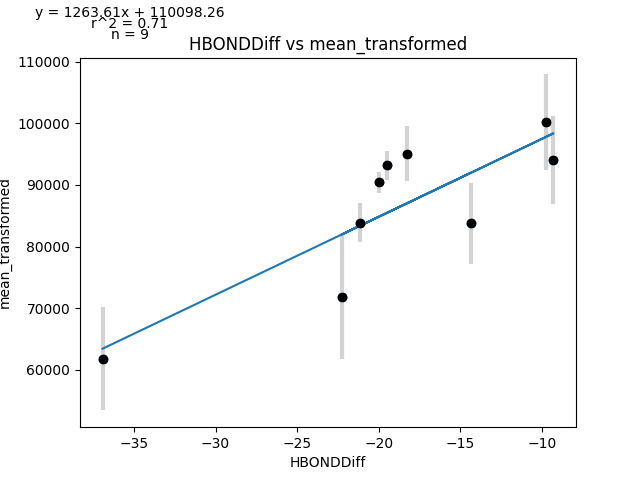 y = 1263.61x + 110098.26
r^2 = 0.71
n = 9
HBONDDiff vs mean_transformed
110000
100000
90000
80000
70000
60000
mean_transformed
−35
−30
−25
−20
−15
−10
HBONDDiff